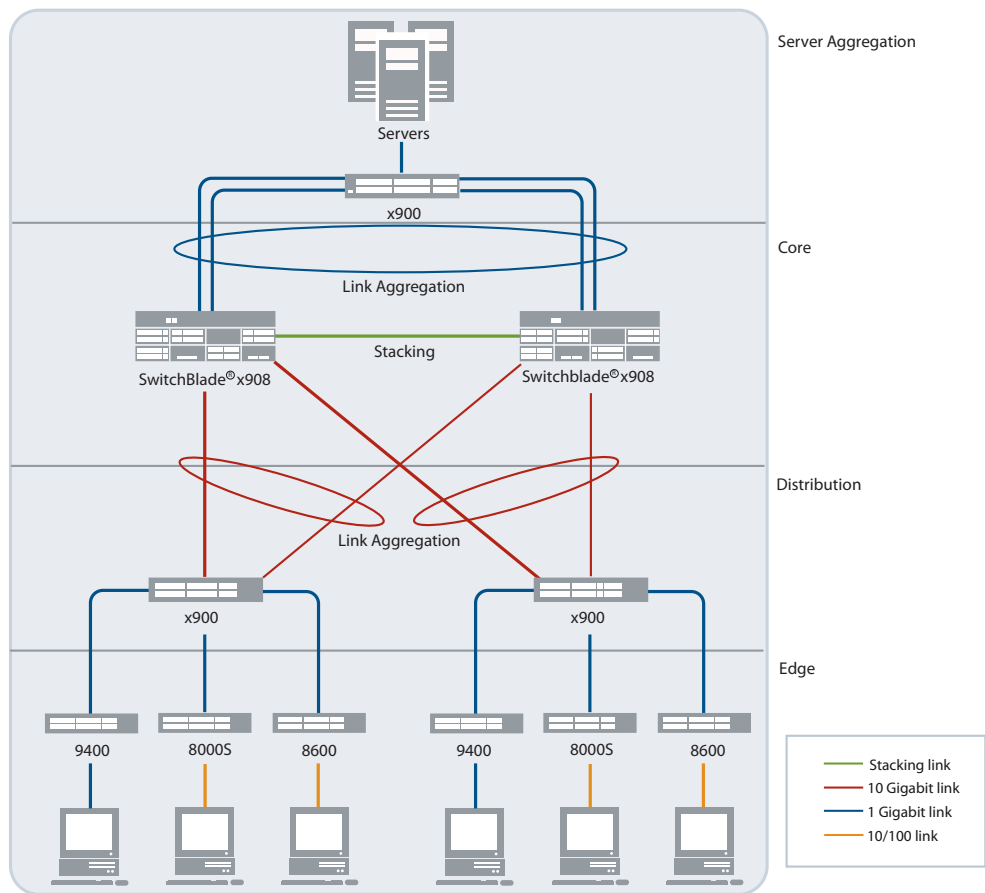 Server Aggregation
Servers
x900
Core
Link Aggregation
Stacking
SwitchBlade® x908
Switchblade® x908
Distribution
Link Aggregation
x900
x900
Edge
9400
8000S
8600
9400
8000S
8600
Stacking link
10 Gigabit link
1 Gigabit link
10/100 link